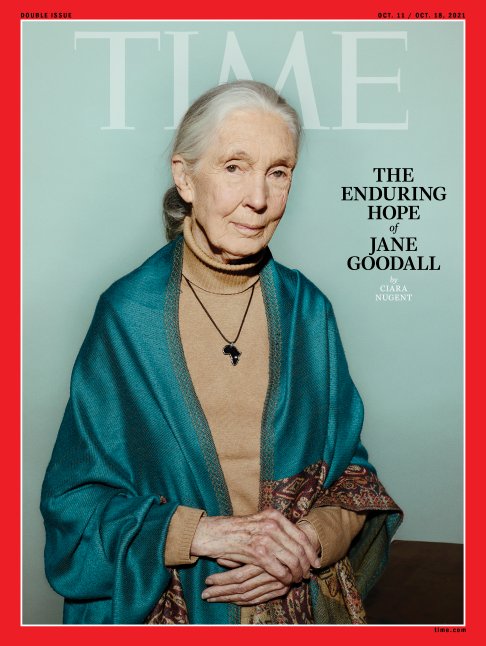 DOUBLE ISSUE
OCT. 11 / OCT. 18, 2021
TIME
THE
ENDURING
HOPE
of
JANE
GOODALL
by
CIARA
NUGENT
time.com